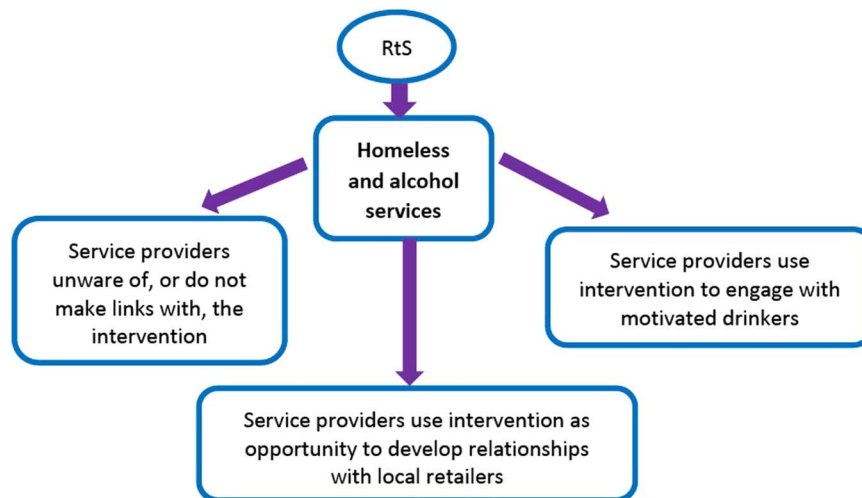 RtS
Homeless
and alcohol
services
Service providers
unware of, or do not
make links with, the
intervention
Service providers use
intervention to engage with
motivated drinkers
Service providers use intervention as
opportunity to develop relationships
with local retailers